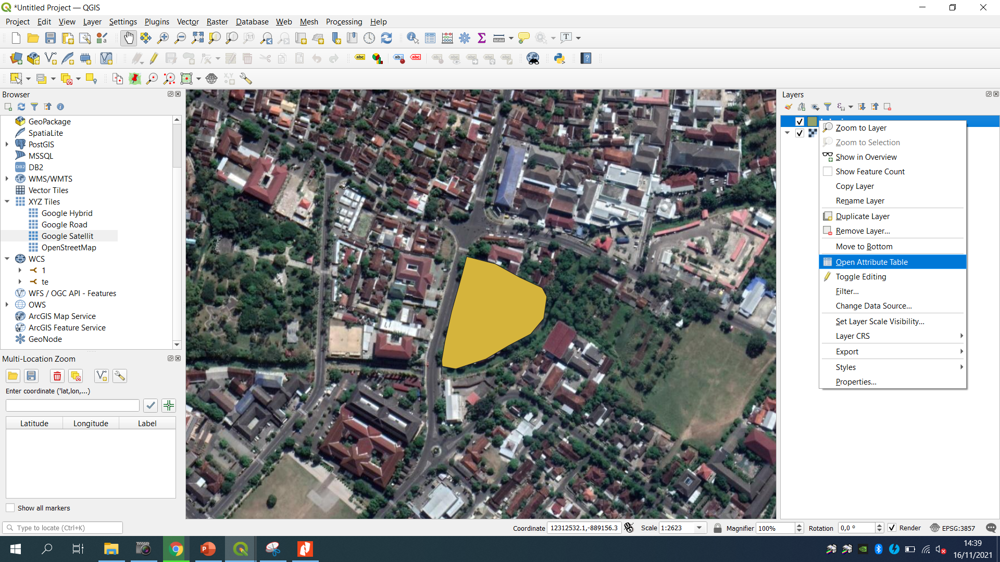 *Untitled Project — QGIS
Project Edit View Layer Settings Plugins Vector Raster Database Web Mesh Processing Help
Browser
GeoPackage
SpatiaLite
PostGIS
MSSQL
DB2
WMS/WMTS
Vector Tiles
XYZ Tiles
Google Hybrid
Google Road
Google Satellit
OpenStreetMap
WCS
1
te
WFS / OGC API - Features
OWS
ArcGIS Map Service
ArcGIS Feature Service
GeoNode
Multi-Location Zoom
Enter coordinate ('lat,lon,...)
Latitude Longitude Label
Show all markers
Layers
Zoom to Layer
Zoom to Selection
Show in Overview
Show Feature Count
Copy Layer
Rename Layer
Duplicate Layer
Remove Layer...
Move to Bottom
Open Attribute Table
Toggle Editing
Filter...
Change Data Source...
Set Layer Scale Visibility...
Layer CRS
Export
Styles
Properties...
Type to locate (Ctrl+K)
Coordinate 12312532.1,-889156.3 Scale 1:2623 Magnifier 100% Rotation 0,0 ° Render EPSG:3857
14:39
16/11/2021